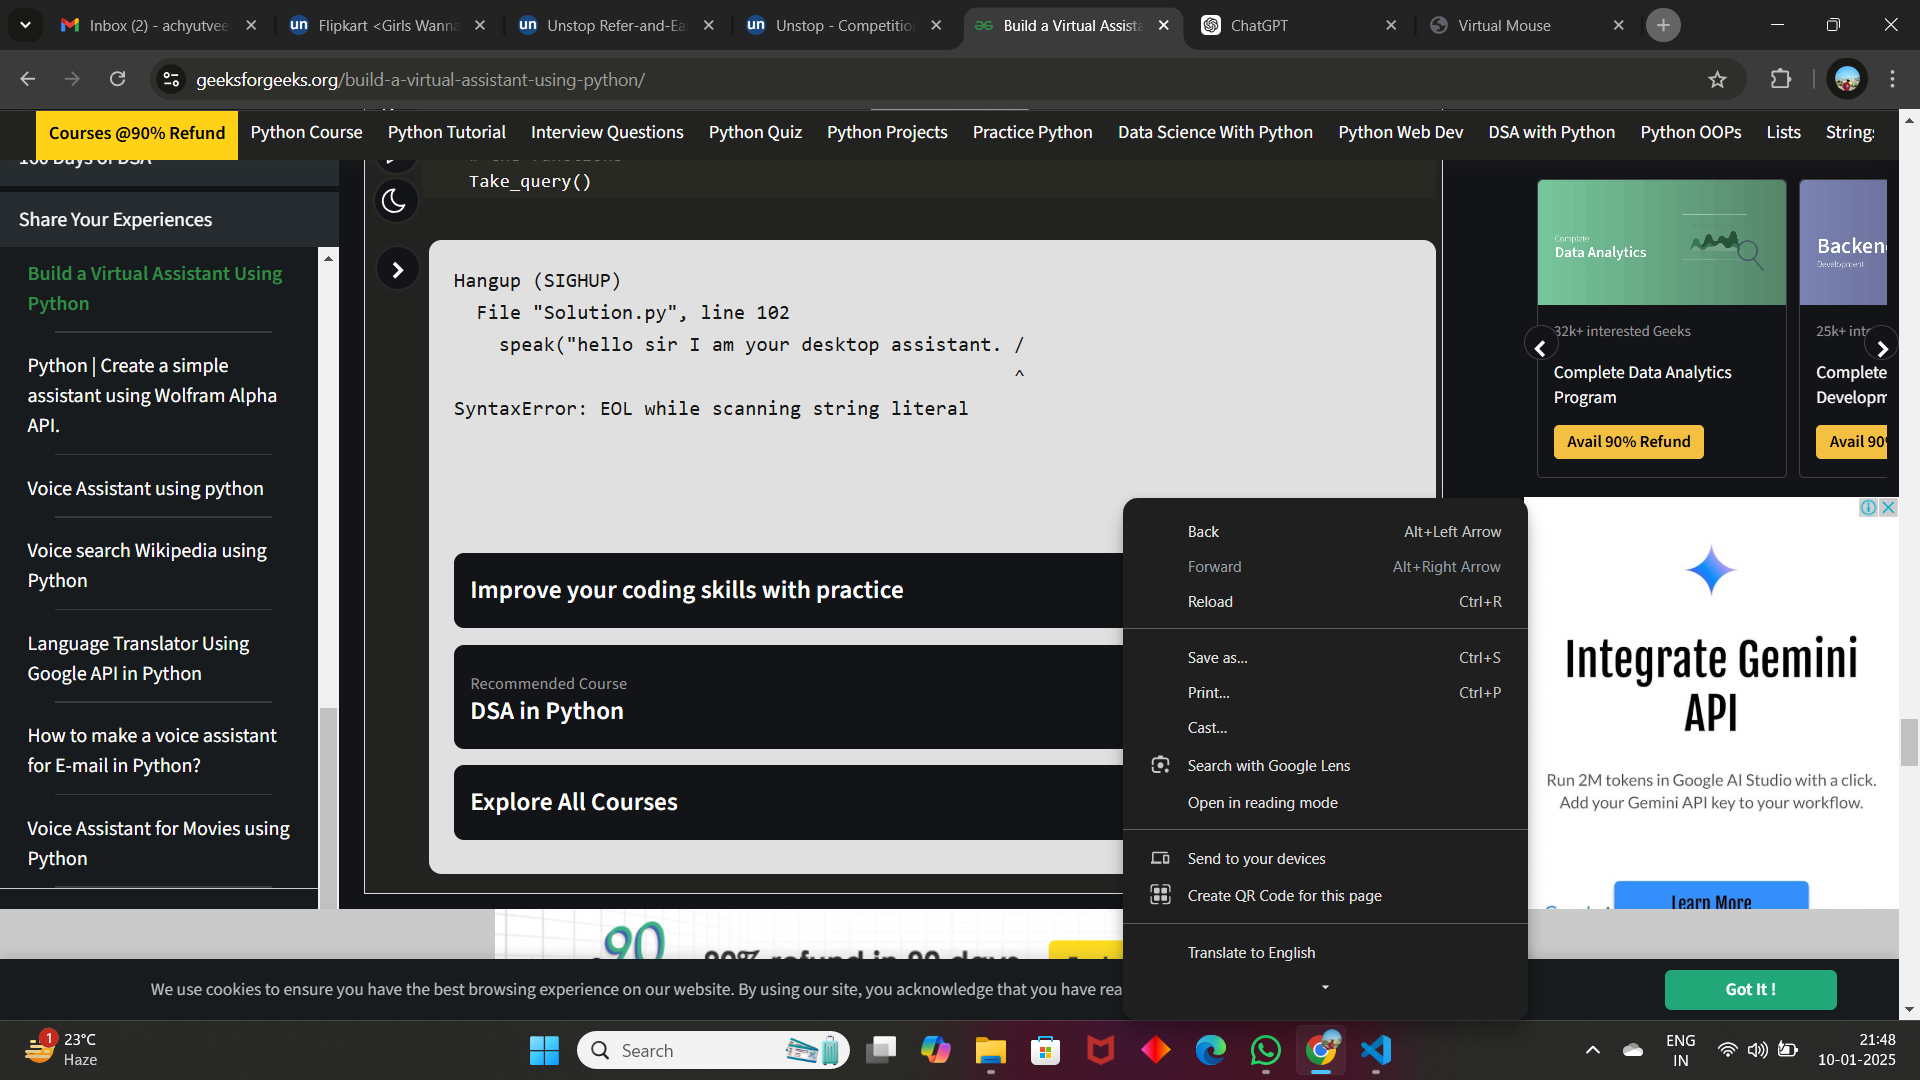 Inbox (2) - achyutvee
Flipkart <Girls Wanna
Unstop Refer-and-Ea
Unstop - Competitio
Build a Virtual Assista
ChatGPT
Virtual Mouse
geeksforgeeks.org/build-a-virtual-assistant-using-python/
Courses @90% Refund
Python Course
Python Tutorial
Interview Questions
Python Quiz
Python Projects
Practice Python
Data Science With Python
Python Web Dev
DSA with Python
Python OOPs
Lists
String
Share Your Experiences
Build a Virtual Assistant Using
Python
Python | Create a simple
assistant using Wolfram Alpha
API.
Voice Assistant using python
Voice search Wikipedia using
Python
Language Translator Using
Google API in Python
How to make a voice assistant
for E-mail in Python?
Voice Assistant for Movies using
Python
Take_query()
Hangup (SIGHUP)
File "Solution.py", line 102
speak("hello sir I am your desktop assistant. /
^
SyntaxError: EOL while scanning string literal
Improve your coding skills with practice
Recommended Course
DSA in Python
Explore All Courses
Back Alt+Left Arrow
Forward Alt+Right Arrow
Reload Ctrl+R
Save as... Ctrl+S
Print... Ctrl+P
Cast...
Search with Google Lens
Open in reading mode
Send to your devices
Create QR Code for this page
Translate to English
Complete
Data Analytics
32k+ interested Geeks
Complete Data Analytics
Program
Avail 90% Refund
Backen
Development
25k+ inte
Complete
Developm
Avail 90%
Integrate Gemini
API
Run 2M tokens in Google AI Studio with a click.
Add your Gemini API key to your workflow.
Learn More
90
90% refund in 90 days
We use cookies to ensure you have the best browsing experience on our website. By using our site, you acknowledge that you have rea
Got It !
1
23°C
Haze
Search
ENG
IN
21:48
10-01-2025